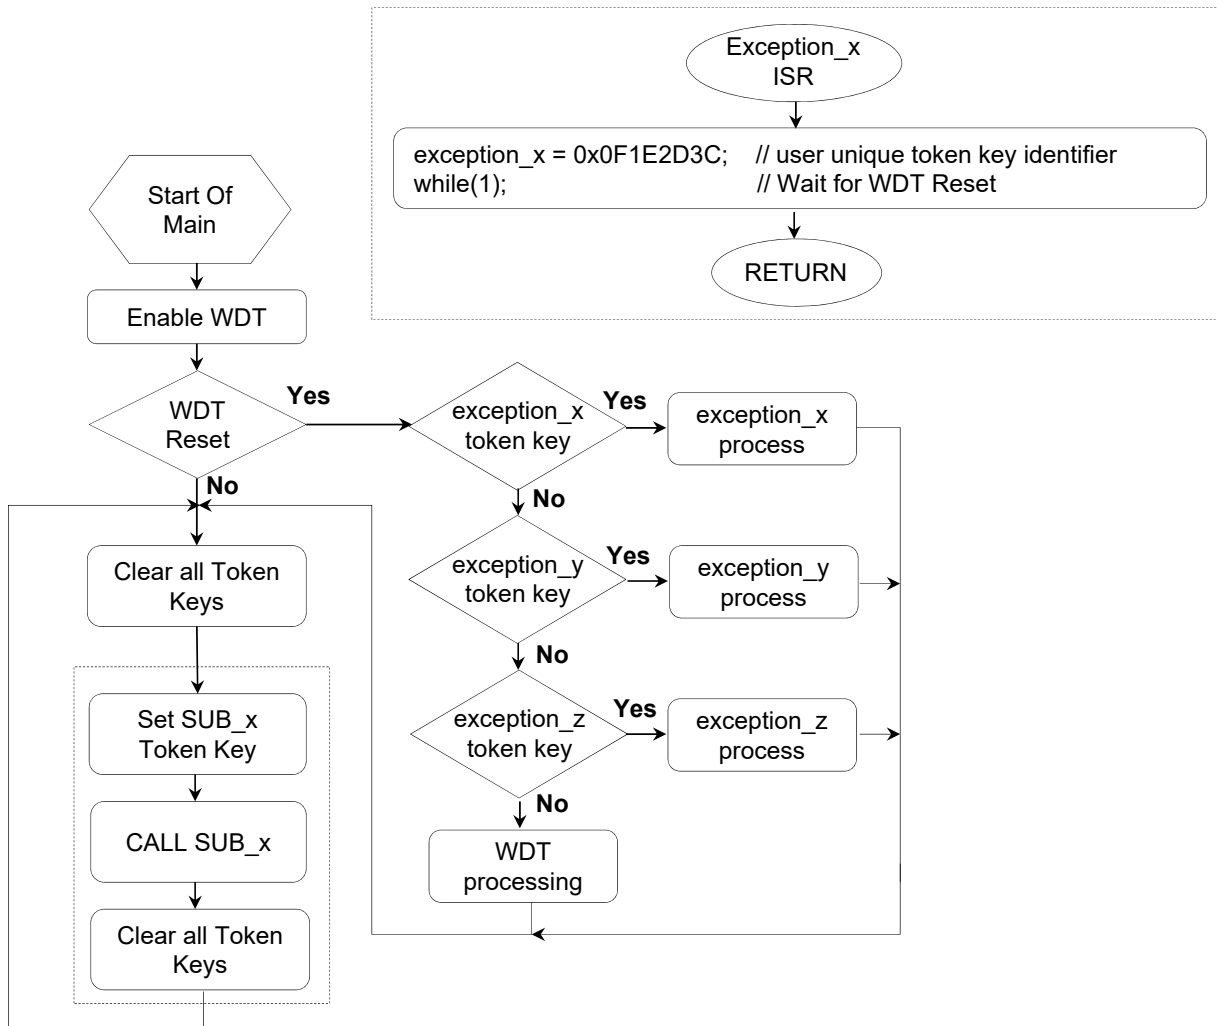 Exception_x
ISR
exception_x = 0x0F1E2D3C; // user unique token key identifier
while(1); // Wait for WDT Reset
RETURN
Start Of
Main
Enable WDT
WDT
Reset
Yes
No
exception_x
token key
Yes
exception_x
process
No
Clear all Token
Keys
exception_y
token key
Yes
exception_y
process
No
Set SUB_x
Token Key
exception_z
token key
Yes
exception_z
process
No
CALL SUB_x
WDT
processing
Clear all Token
Keys